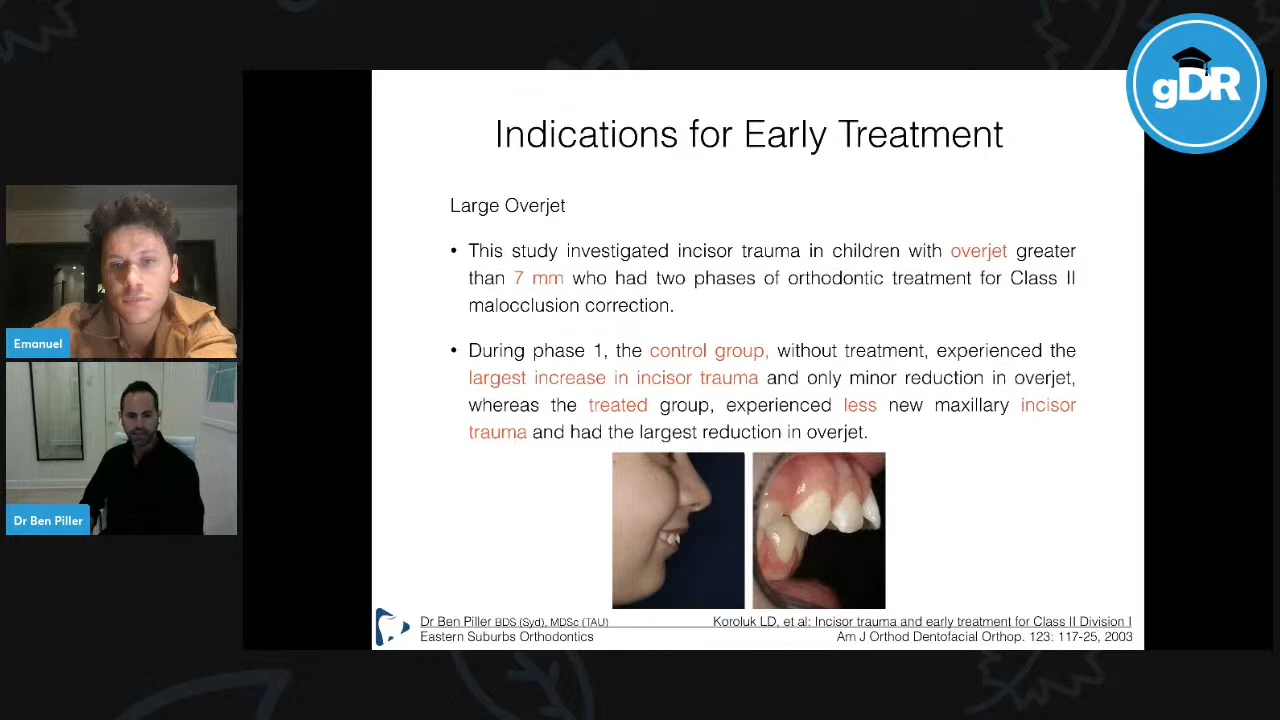 gDR
Indications for Early Treatment
Large Overjet
• This study investigated incisor trauma in children with overjet greater
than 7 mm who had two phases of orthodontic treatment for Class II
malocclusion correction.
• During phase 1, the control group, without treatment, experienced the
largest increase in incisor trauma and only minor reduction in overjet,
whereas the treated group, experienced less new maxillary incisor
trauma and had the largest reduction in overjet.
Emanuel
Dr Ben Piller
Dr Ben Piller BDS (Syd), MDSc (TAU)
Eastern Suburbs Orthodontics
Koroluk LD, et al: Incisor trauma and early treatment for Class II Division I
Am J Orthod Dentofacial Orthop. 123: 117-25, 2003